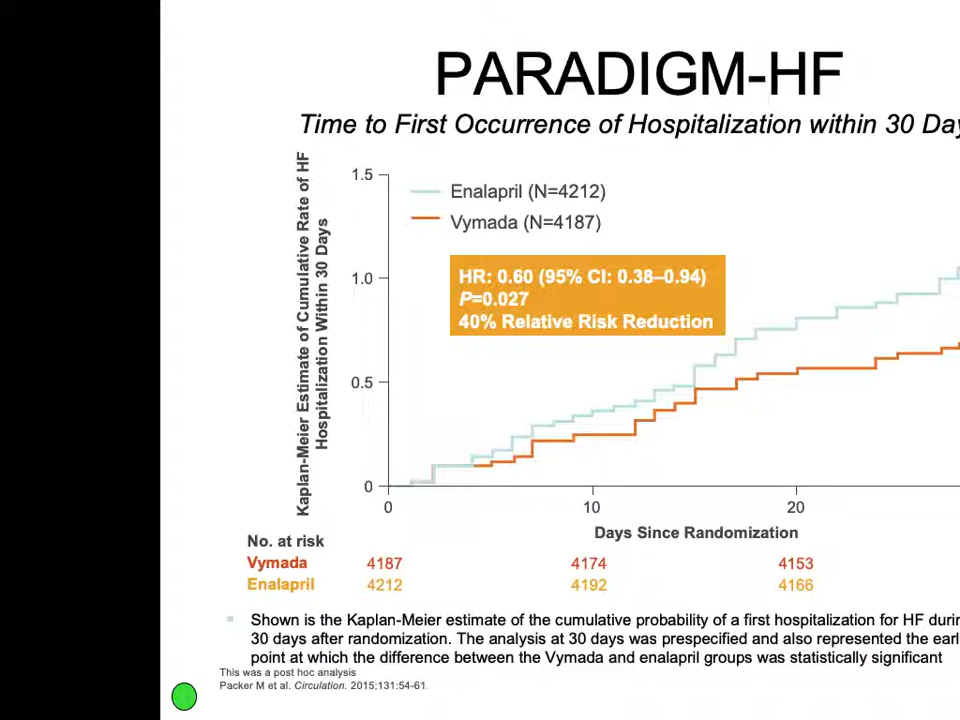 PARADIGM-HF
Time to First Occurrence of Hospitalization within 30
Kaplan-Meier Estimate of Cumulative Rate of HF
Hospitalization Within 30 Days
1.5
1.0
0.5
0
Enalapril (N=4212)
Vymada (N=4187)
HR: 0.60 (95% CI: 0.38–0.94)
P=0.027
40% Relative Risk Reduction
0 10 20
Days Since Randomization
No. at risk
Vymada 4187 4174 4153
Enalapril 4212 4192 4166
Shown is the Kaplan-Meier estimate of the cumulative probability of a first hospitalization for HF
30 days after randomization. The analysis at 30 days was prespecified and also represented the
point at which the difference between the Vymada and enalapril groups was statistically significant
This was a post hoc analysis
Packer M et al. Circulation. 2015;131:54-61.